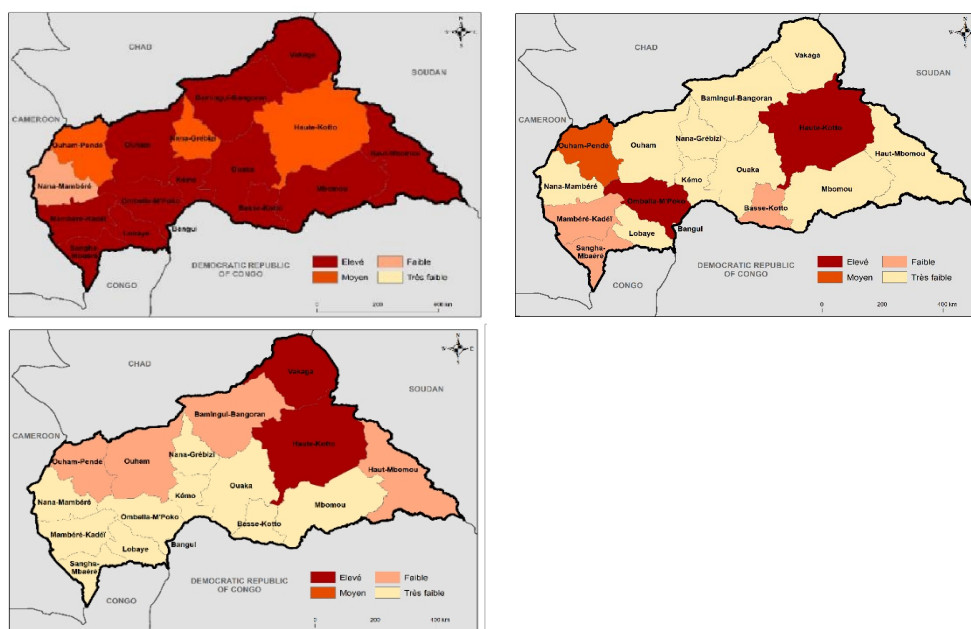 N
CHAD
W E
S
SOUDAN
Vakaga
Bamingui-Bangoran
CAMEROON
Ouham-Pendé
Ouham
Nana-Grébizi
Haute-Kotto
Haut-Mbomou
Nana-Mambéré
Kémo
Ouaka
Mbomou
Mambéré-Kadéï
Ombella-M'Poko
Basse-Kotto
Lobaye
Bangui
Sangha-
DEMOCRATIC REPUBLIC
OF CONGO
CONGO
Elevé
Faible
Moyen
Très faible
0 200 400 km
N
CHAD
W E
S
SOUDAN
Vakaga
Bamingui-Bangoran
CAMEROON
Ouham-Pendé
Ouham
Nana-Grébizi
Haute-Kotto
Haut-Mbomou
Nana-Mambéré
Kémo
Ouaka
Mbomou
Mambéré-Kadéï
Ombella M'Poko
Basse-Kotto
Lobaye
Bangui
Sangha-
Mbaéré
DEMOCRATIC REPUBLIC
OF CONGO
CONGO
Elevé
Faible
Moyen
Très faible
0 200 400 km
N
CHAD
W E
S
SOUDAN
Vakaga
Bamingui-Bangoran
CAMEROON
Ouham-Pendé
Ouham
Nana-Grébizi
Haute-Kotto
Haut-Mbomou
Nana-Mambéré
Kémo
Ouaka
Mbomou
Mambéré-Kadéï
Ombella-M'Poko
Basse-Kotto
Lobaye
Bangui
Sangha-
Mbaéré
DEMOCRATIC REPUBLIC
OF CONGO
CONGO
Elevé
Faible
Moyen
Très faible
0 200 400 km